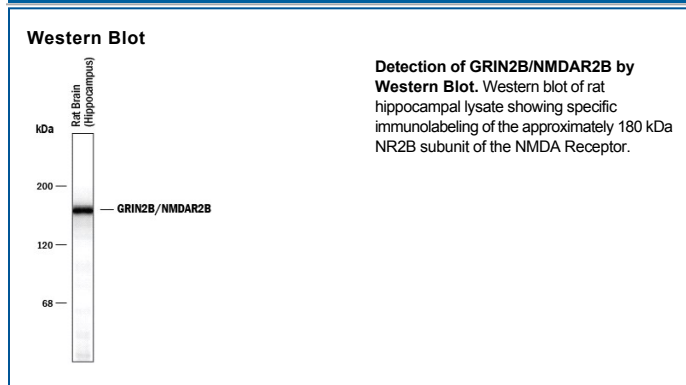 Western Blot
Rat Brain
(Hippocampus)
kDa
200 —
— GRIN2B/NMDAR2B
120 —
68 —
Detection of GRIN2B/NMDAR2B by
Western Blot. Western blot of rat
hippocampal lysate showing specific
immunolabeling of the approximately 180 kDa
NR2B subunit of the NMDA Receptor.